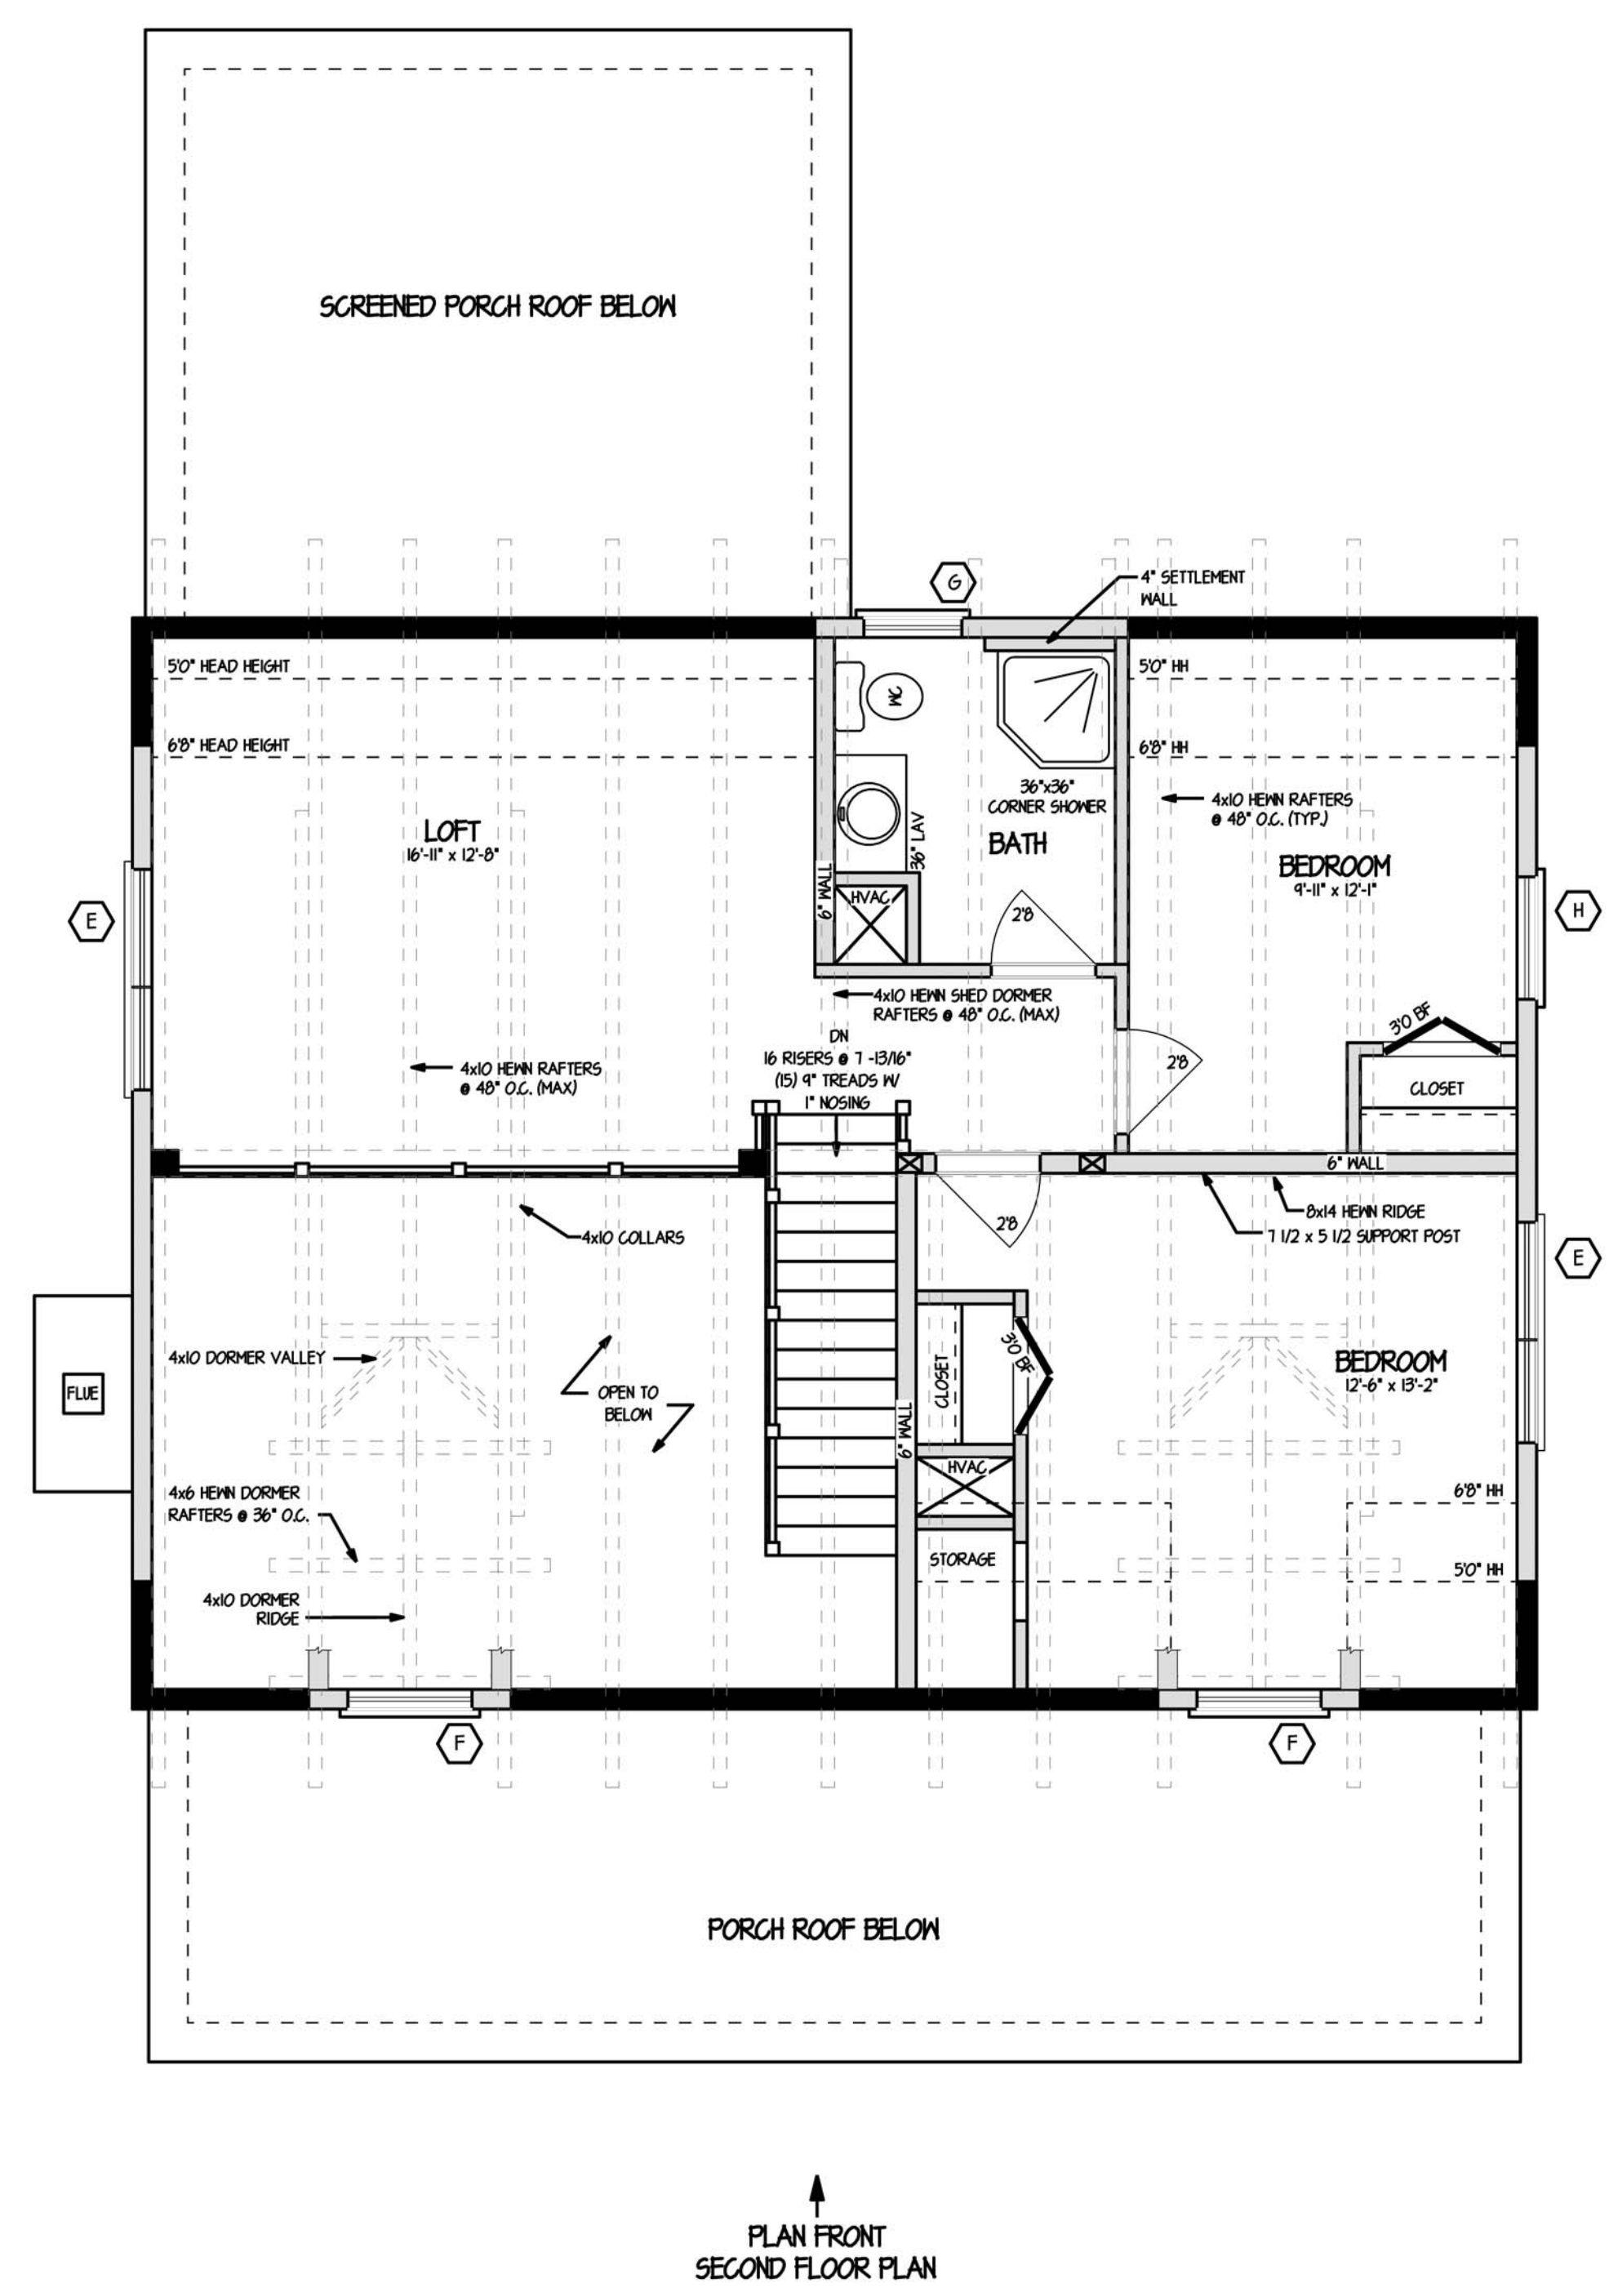 SCREENED PORCH ROOF BELOW
G
4" SETTLEMENT
WALL
5'0" HEAD HEIGHT
5'0" HH
WC
6'8" HEAD HEIGHT
6'8" HH
36"x36"
CORNER SHOWER
4x10 HEWN RAFTERS
@ 48" O.C. (TYP.)
LOFT
16'-11" x 12'-8"
36" LAV
BATH
BEDROOM
9'-11" x 12'-1"
6" WALL
HVAC
2'8
E
H
4x10 HEWN SHED DORMER
RAFTERS @ 48" O.C. (MAX)
3'0 BF
DN
16 RISERS @ 7 -13/16"
(15) 9" TREADS W/
1" NOSING
4x10 HEWN RAFTERS
@ 48" O.C. (MAX)
2'8
CLOSET
6" WALL
4x10 COLLARS
2'8
8x14 HEWN RIDGE
7 1/2 x 5 1/2 SUPPORT POST
E
4x10 DORMER VALLEY
3'0 BF
CLOSET
BEDROOM
12'-6" x 13'-2"
FLUE
OPEN TO
BELOW
6" WALL
HVAC
4x6 HEWN DORMER
RAFTERS @ 36" O.C.
6'8" HH
STORAGE
5'0" HH
4x10 DORMER
RIDGE
F
F
PORCH ROOF BELOW
PLAN FRONT
SECOND FLOOR PLAN